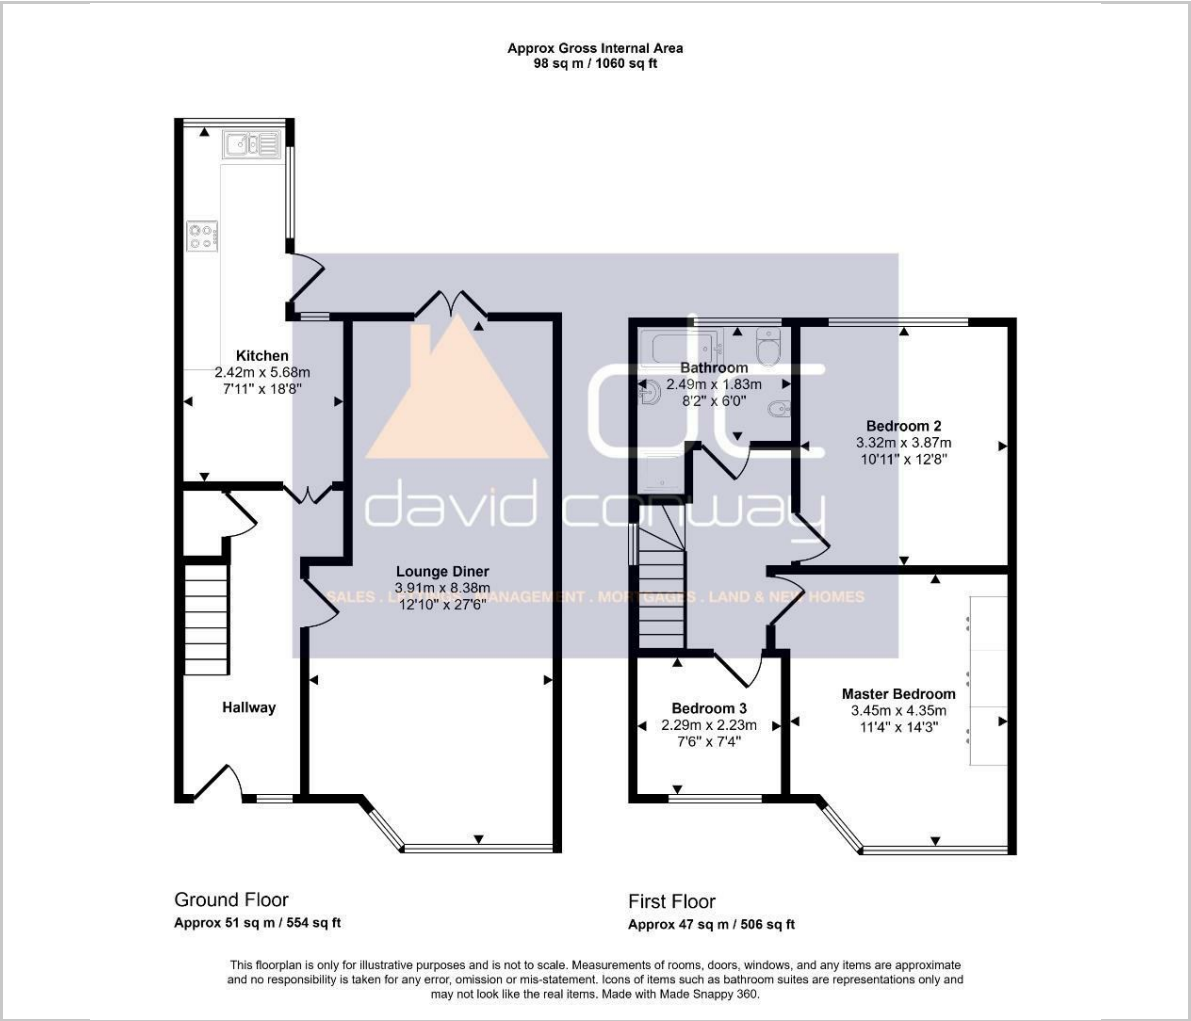 Approx Gross Internal Area
98 sq m / 1060 sq ft
Kitchen
2.42m x 5.68m
7'11" x 18'8"
Bathroom
2.49m x 1.83m
8'2" x 6'0"
Bedroom 2
3.32m x 3.87m
10'11" x 12'8"
dc
david conway
Lounge Diner
3.91m x 8.38m
12'10" x 27'6"
SALES . LETTINGS . MANAGEMENT . MORTGAGES . LAND & NEW HOMES
Hallway
Bedroom 3
2.29m x 2.23m
7'6" x 7'4"
Master Bedroom
3.45m x 4.35m
11'4" x 14'3"
Ground Floor
Approx 51 sq m / 554 sq ft
First Floor
Approx 47 sq m / 506 sq ft
This floorplan is only for illustrative purposes and is not to scale. Measurements of rooms, doors, windows, and any items are approximate
and no responsibility is taken for any error, omission or mis-statement. Icons of items such as bathroom suites are representations only and
may not look like the real items. Made with Made Snappy 360.